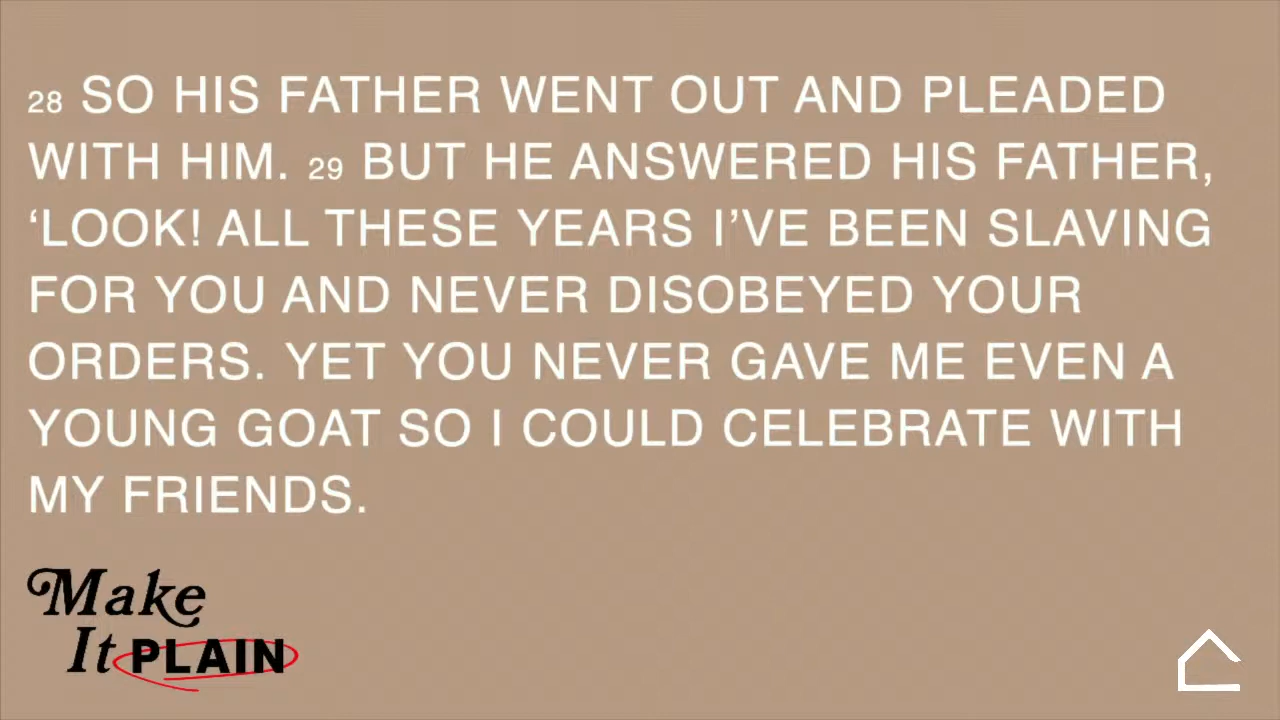 28 SO HIS FATHER WENT OUT AND PLEADED
WITH HIM. 29 BUT HE ANSWERED HIS FATHER,
‘LOOK! ALL THESE YEARS I’VE BEEN SLAVING
FOR YOU AND NEVER DISOBEYED YOUR
ORDERS. YET YOU NEVER GAVE ME EVEN A
YOUNG GOAT SO I COULD CELEBRATE WITH
MY FRIENDS.
Make
It PLAIN